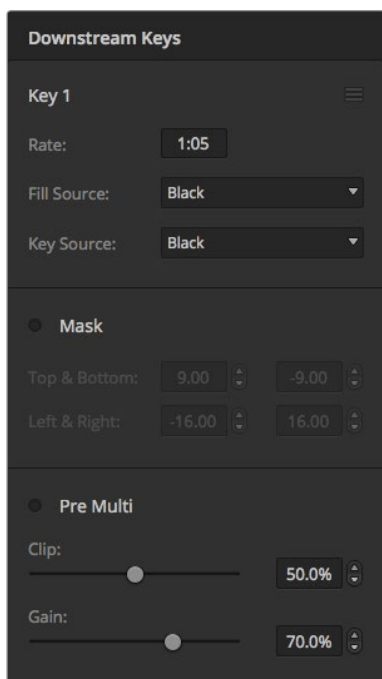 Downstream Keys
Key 1
Rate: 1:05
Fill Source: Black
Key Source: Black
Mask
Top & Bottom: 9.00 -9.00
Left & Right: -16.00 16.00
Pre Multi
Clip:
50.0%
Gain:
70.0%